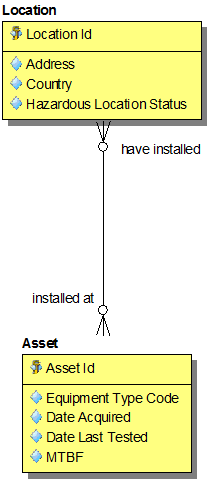 Location
Location Id
Address
Country
Hazardous Location Status
have installed
installed at
Asset
Asset Id
Equipment Type Code
Date Acquired
Date Last Tested
MTBF